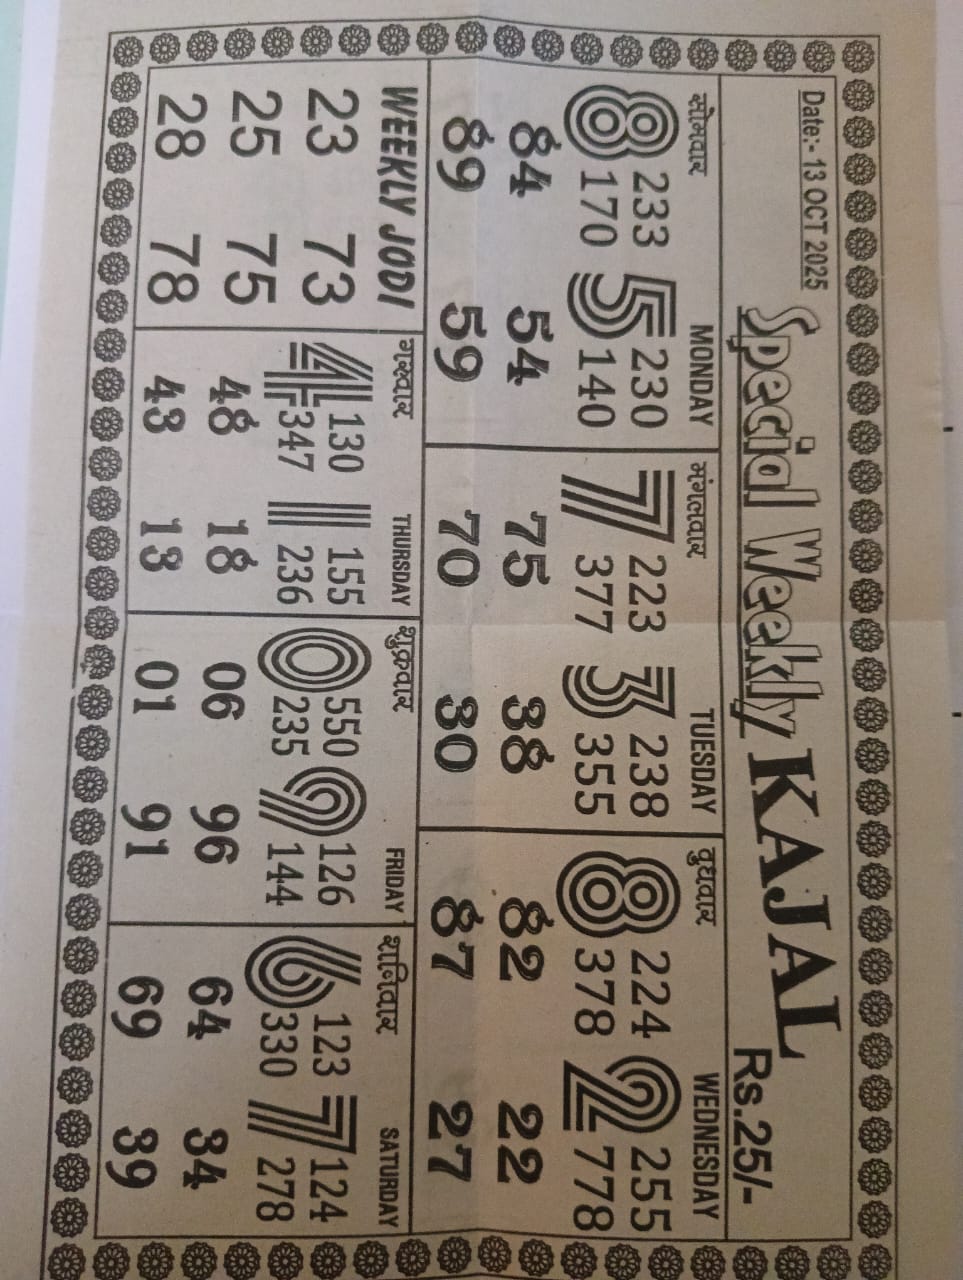 Date:- 13 OCT 2025
Special Weekly KAJAL Rs.25/-
सोमवार MONDAY
8 233 5 230
170 140
84 54
89 59
मंगलवार TUESDAY
7 223 3 238
377 355
75 38
70 30
बुधवार WEDNESDAY
8 224 2 255
378 778
82 22
87 27
WEEKLY JODI
23 73
25 75
28 78
गुरुवार THURSDAY
4 130 1 155
347 236
48 18
43 13
शुक्रवार FRIDAY
0 550 9 126
235 144
06 96
01 91
शनिवार SATURDAY
6 123 7 124
330 278
64 34
69 39